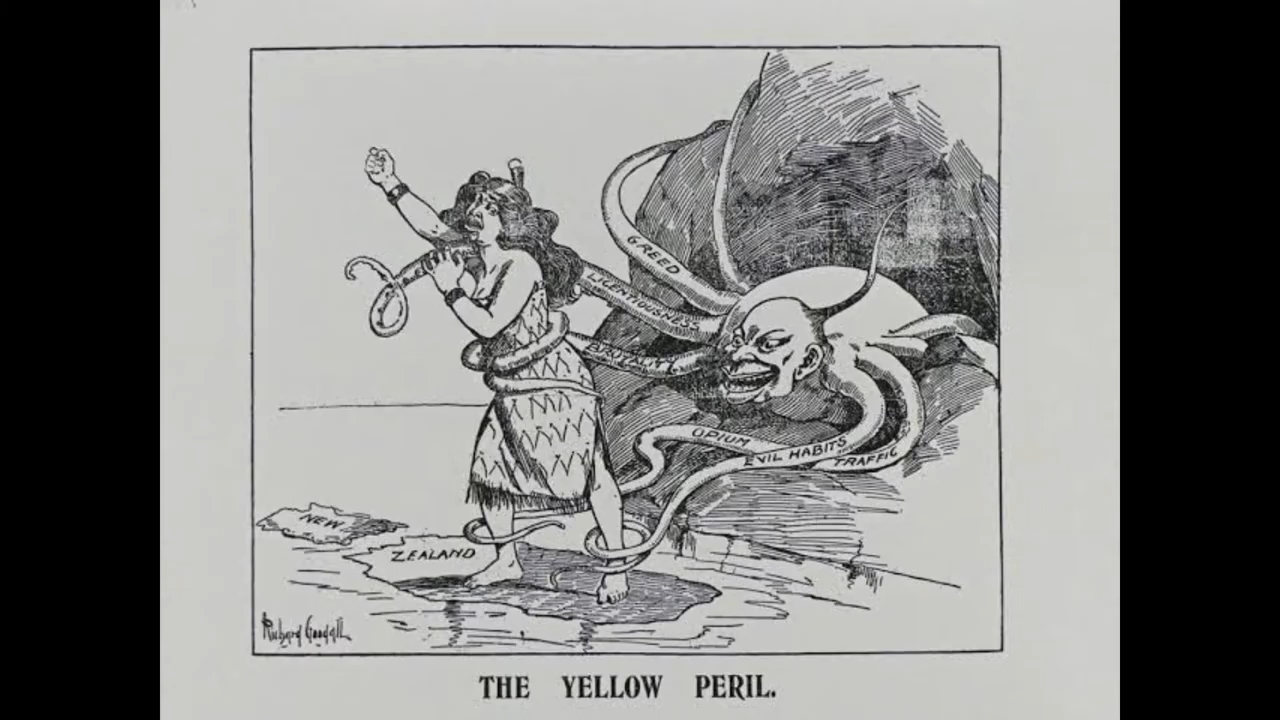 GREED
LICENTIOUSNESS
BRUTALITY
OPIUM
EVIL HABITS
TRAFFIC
NEW
ZEALAND
Richard Goodall
THE YELLOW PERIL.